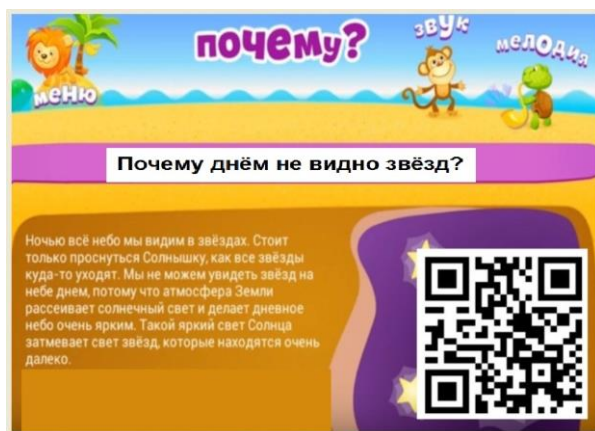 почему?
звук
мелодия
меню
Почему днём не видно звёзд?
Ночью всё небо мы видим в звёздах. Стоит
только проснуться Солнышку, как все звёзды
куда-то уходят. Мы не можем увидеть звёзд на
небе днем, потому что атмосфера Земли
рассеивает солнечный свет и делает дневное
небо очень ярким. Такой яркий свет Солнца
затмевает свет звёзд, которые находятся очень
далеко.